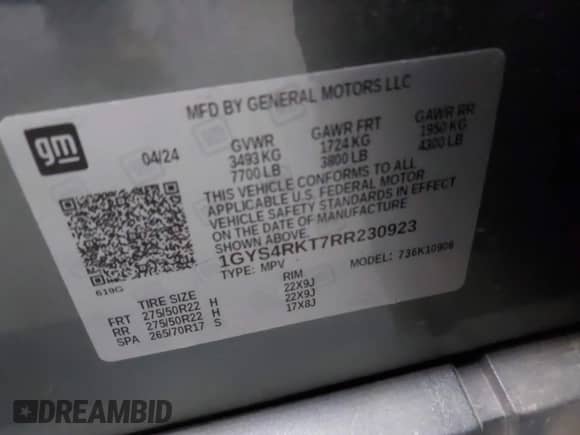 MFD BY GENERAL MOTORS LLC
gm
04/24
GVWR GAWR FRT GAWR RR
3493 KG 1724 KG 1950 KG
7700 LB 3800 LB 4300 LB
THIS VEHICLE CONFORMS TO ALL
APPLICABLE U.S. FEDERAL MOTOR
VEHICLE SAFETY STANDARDS IN EFFECT
ON THE DATE OF MANUFACTURE
SHOWN ABOVE.
1GYS4RKT7RR230923
TYPE: MPV MODEL: 736K10906
619G
TIRE SIZE RIM
FRT 275/50R22 H 22X9J
RR 275/50R22 H 22X9J
SPA 265/70R17 S 17X8J
DREAMBID